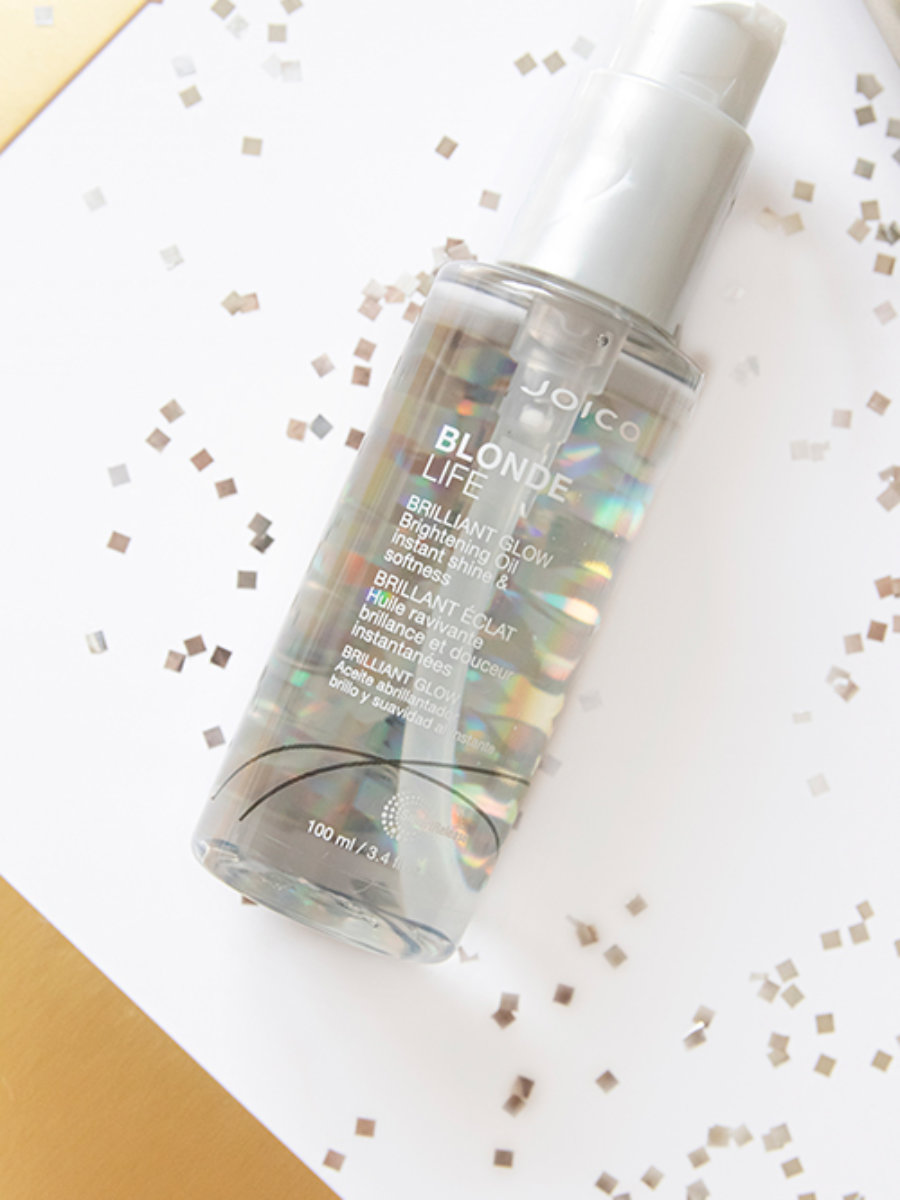 JOICO
BLONDE
LIFE
BRILLIANT GLOW
Brightening Oil
instant shine &
softness
BRILLANT ÉCLAT
Huile ravivante
brillance et douceur
instantanées
BRILLIANT GLOW
Aceite abrillantador
brillo y suavidad al instante
100 ml / 3.4